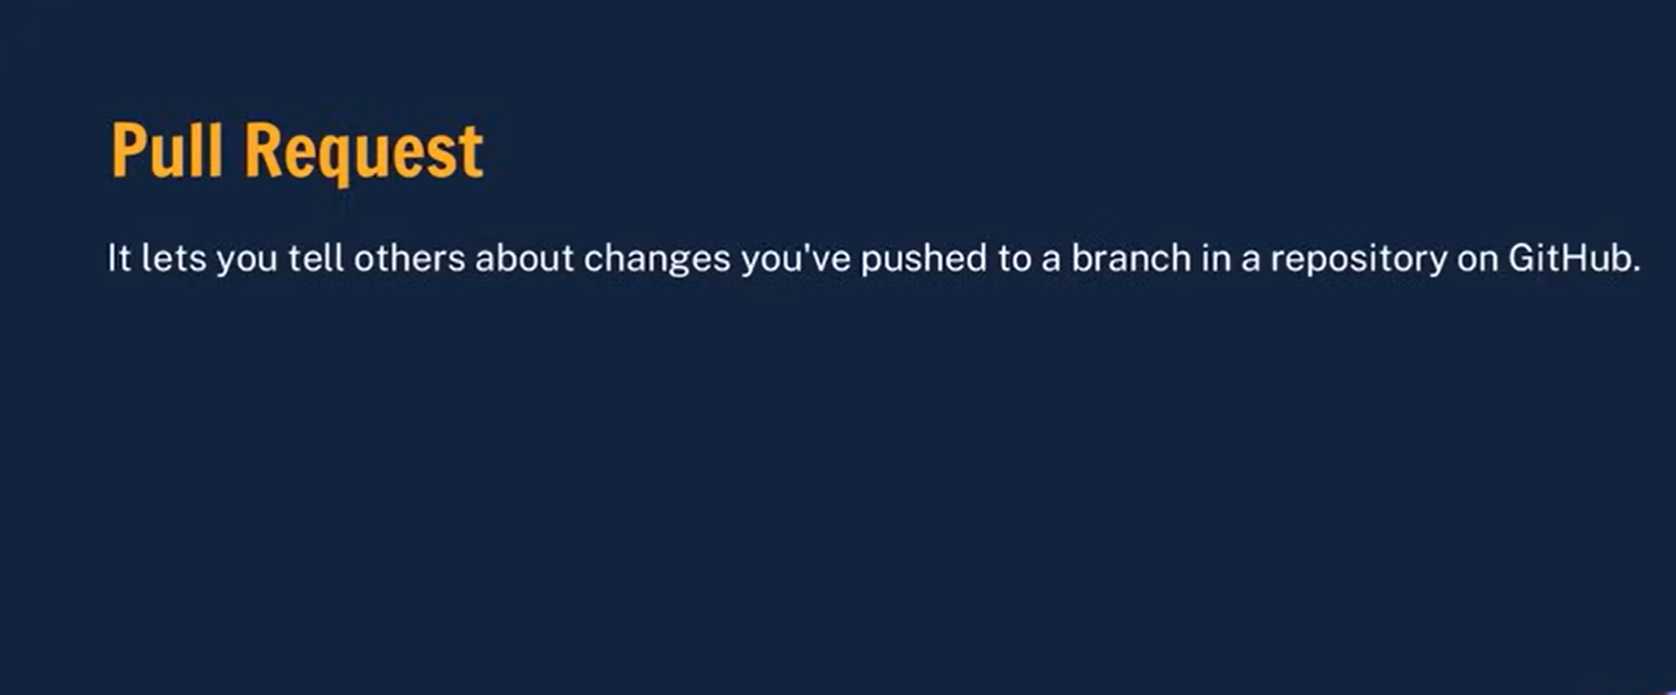 Pull Request
It lets you tell others about changes you've pushed to a branch in a repository on GitHub.